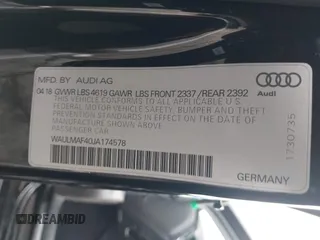 MFD. BY AUDI AG
04 18 GVWR LBS 4619 GAWR LBS FRONT 2337 /REAR 2392
THIS VEHICLE CONFORMS TO ALL APPLICABLE U S
FEDERAL MOTOR VEHICLE SAFETY, BUMPER, AND THEFT
PREVENTION STANDARDS IN EFFECT ON THE DATE OF
MANUFACTURE SHOWN ABOVE
PASSENGER CAR
WAULMAF40JA174578
GERMANY
Audi
1730735
DREAMBID